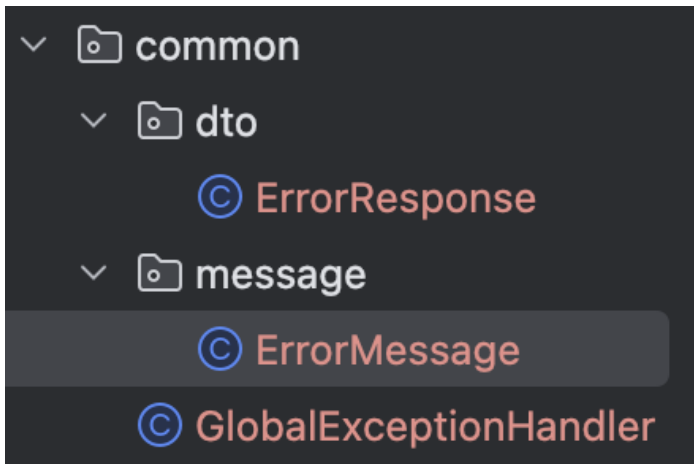 common
dto
C ErrorResponse
message
C ErrorMessage
C GlobalExceptionHandler